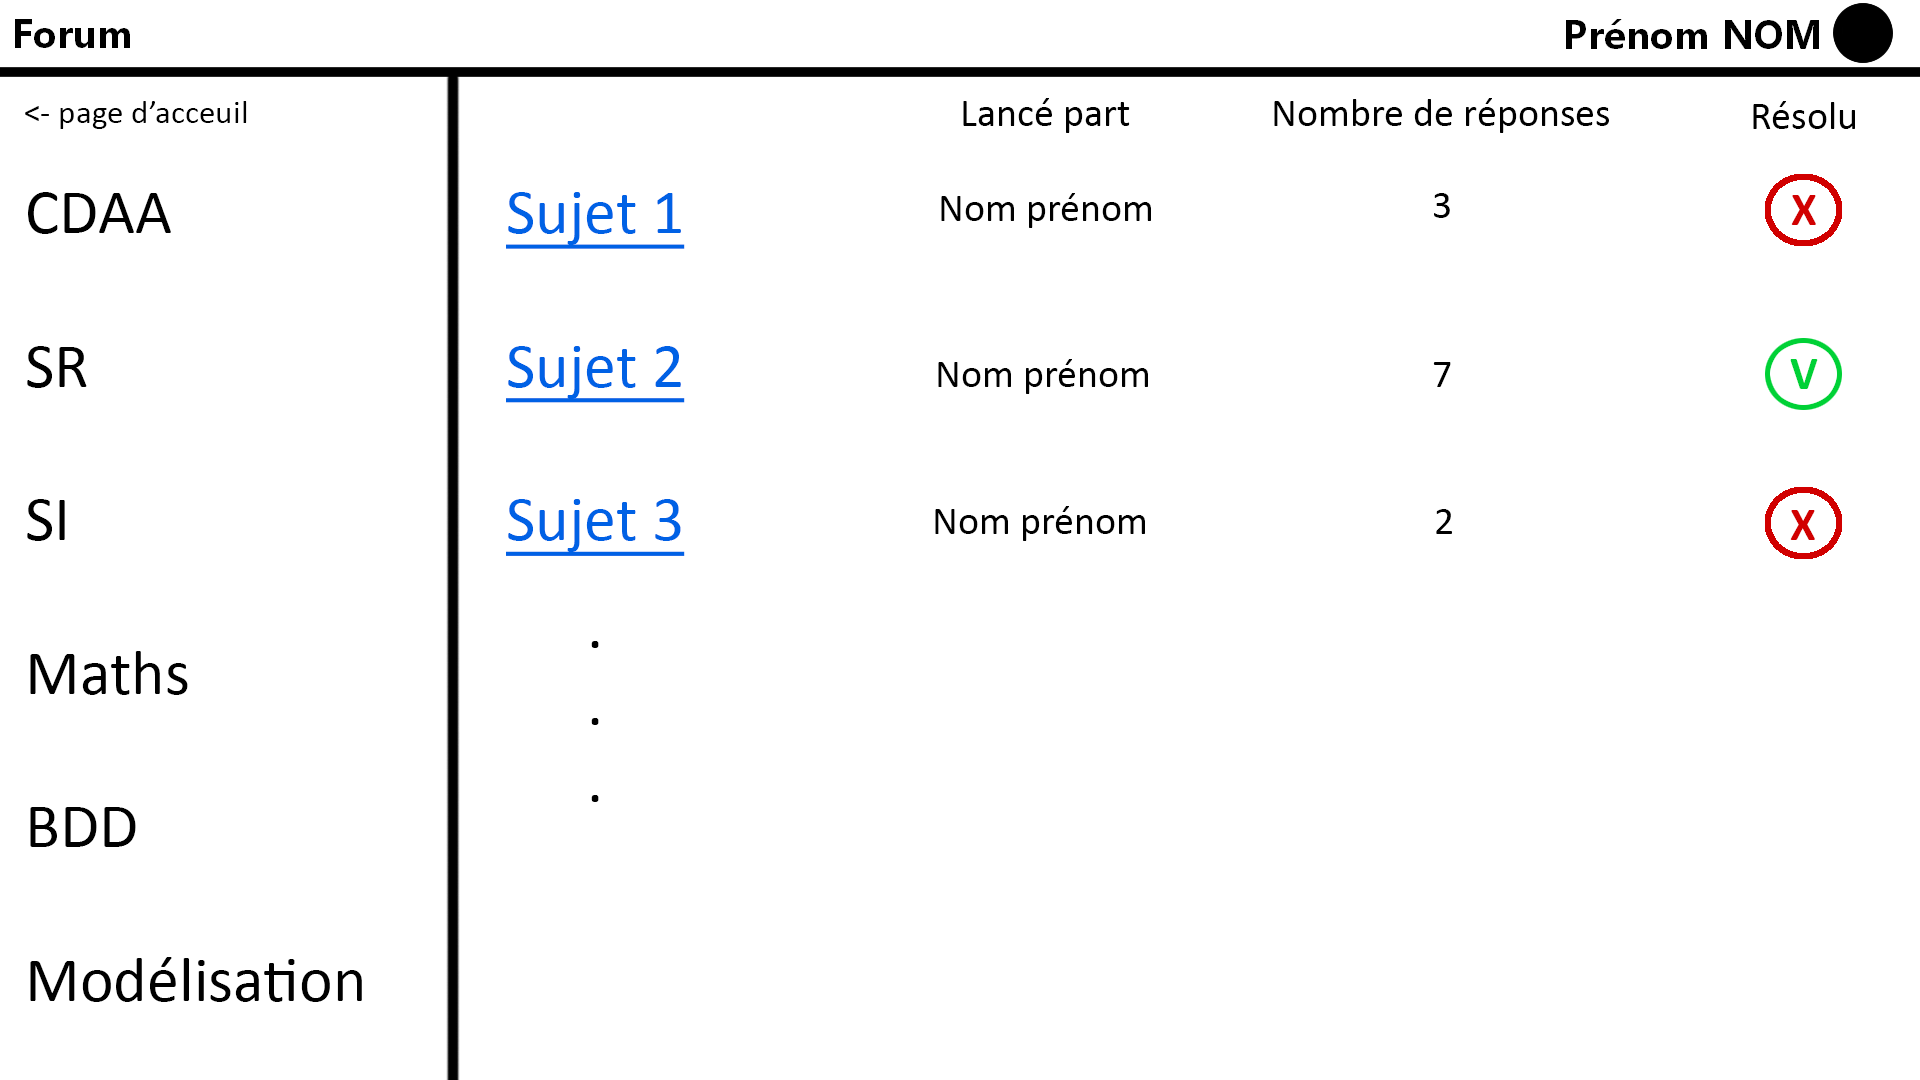 Forum
Prénom NOM
<- page d’acceuil
Lancé part
Nombre de réponses
Résolu
CDAA
Sujet 1
Nom prénom
3
X
SR
Sujet 2
Nom prénom
7
V
SI
Sujet 3
Nom prénom
2
X
.
.
.
Maths
BDD
Modélisation